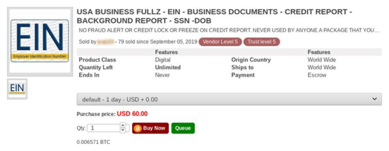 USA BUSINESS FULLZ - EIN - BUSINESS DOCUMENTS - CREDIT REPORT -
BACKGROUND REPORT - SSN -DOB
NO FRAUD ALERT OR CREDIT LOCK OR FREEZE ON CREDIT REPORT. NEVER USED BY ANYONE A PACKAGE THAT YOU ...
Sold by - 79 sold since September 05, 2019 Vendor Level 5 Trust level 5
Features Features
Product Class Digital Origin Country World Wide
Quantity Left Unlimited Ships to World Wide
Ends In Never Payment Escrow
default - 1 day - USD + 0.00
Purchase price: USD 60.00
Qty: 1 Buy Now Queue
0.006571 BTC
EIN
Employer Identification Number
EIN